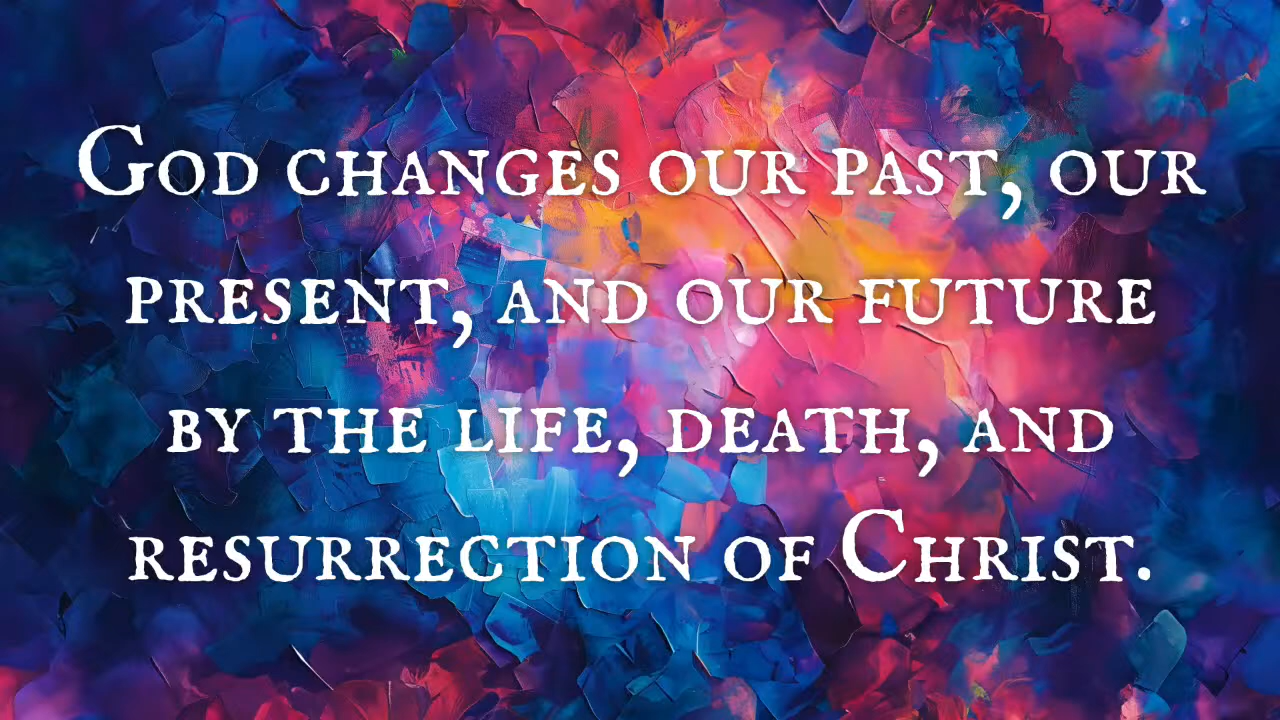 God changes our past, our
present, and our future
by the life, death, and
resurrection of Christ.